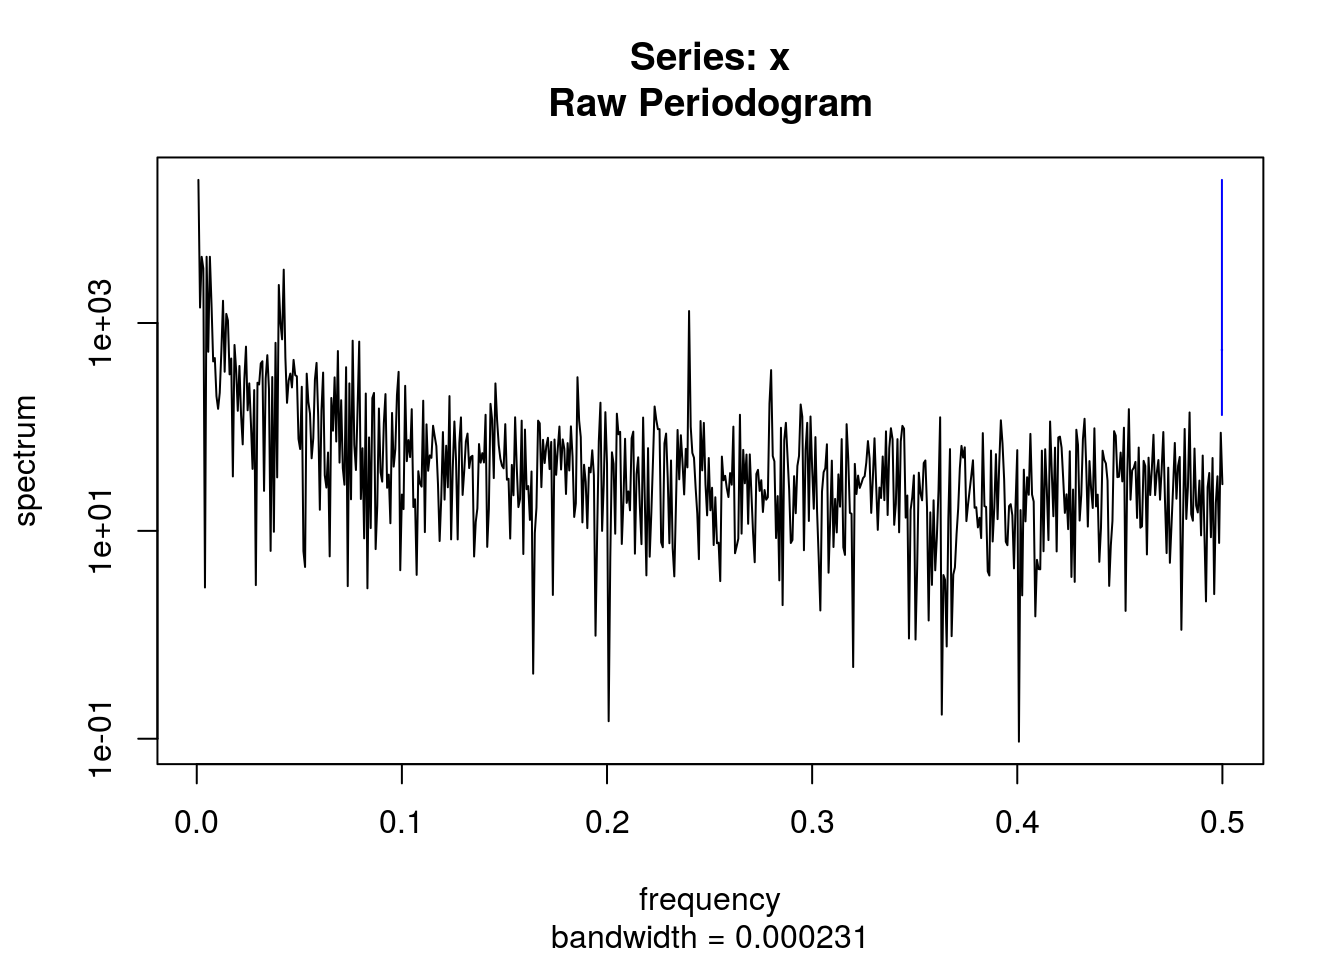 Series: x
Raw Periodogram
spectrum
1e+03
1e+01
1e-01
0.0 0.1 0.2 0.3 0.4 0.5
frequency
bandwidth = 0.000231